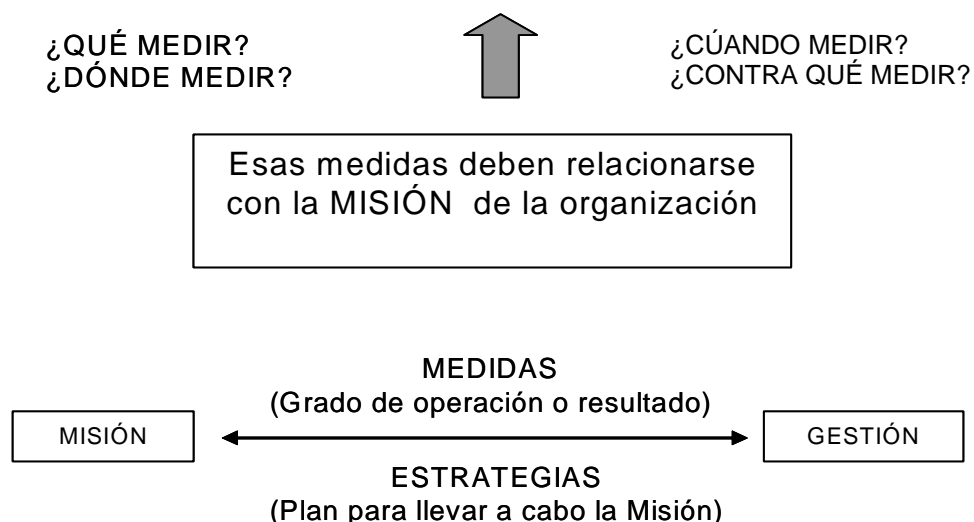 ¿QUÉ MEDIR?
¿DÓNDE MEDIR?
¿CÚANDO MEDIR?
¿CONTRA QUÉ MEDIR?
Esas medidas deben relacionarse
con la MISIÓN de la organización
MEDIDAS
(Grado de operación o resultado)
MISIÓN
GESTIÓN
ESTRATEGIAS
(Plan para llevar a cabo la Misión)